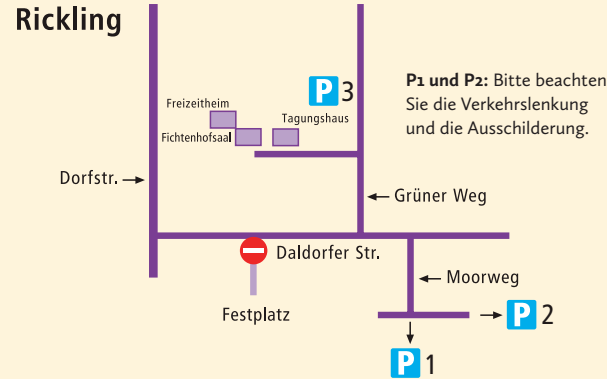 Rickling
P3
P1 und P2: Bitte beachten
Sie die Verkehrslenkung
und die Ausschilderung.
Freizeitheim
Tagungshaus
Fichtenhofsaal
Dorfstr.
Grüner Weg
Daldorfer Str.
Moorweg
Festplatz
P 2
P 1